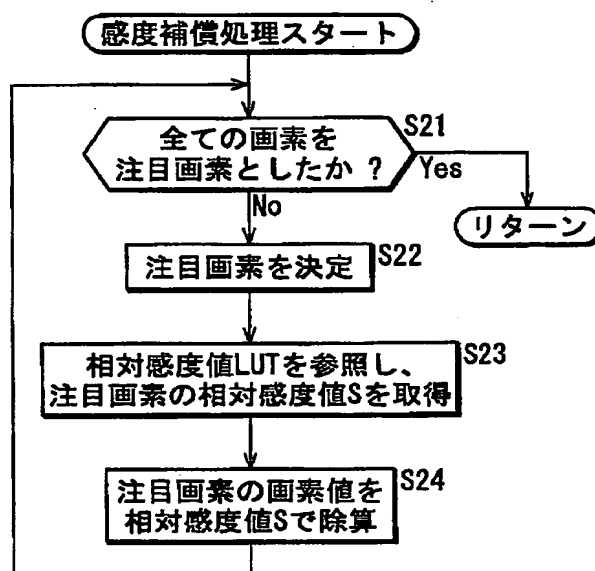 感度補償処理スタート
全ての画素を
注目画素としたか ?
S21
Yes
No
リターン
注目画素を決定
S22
相対感度値LUTを参照し、
注目画素の相対感度値Sを取得
S23
注目画素の画素値を
相対感度値Sで除算
S24